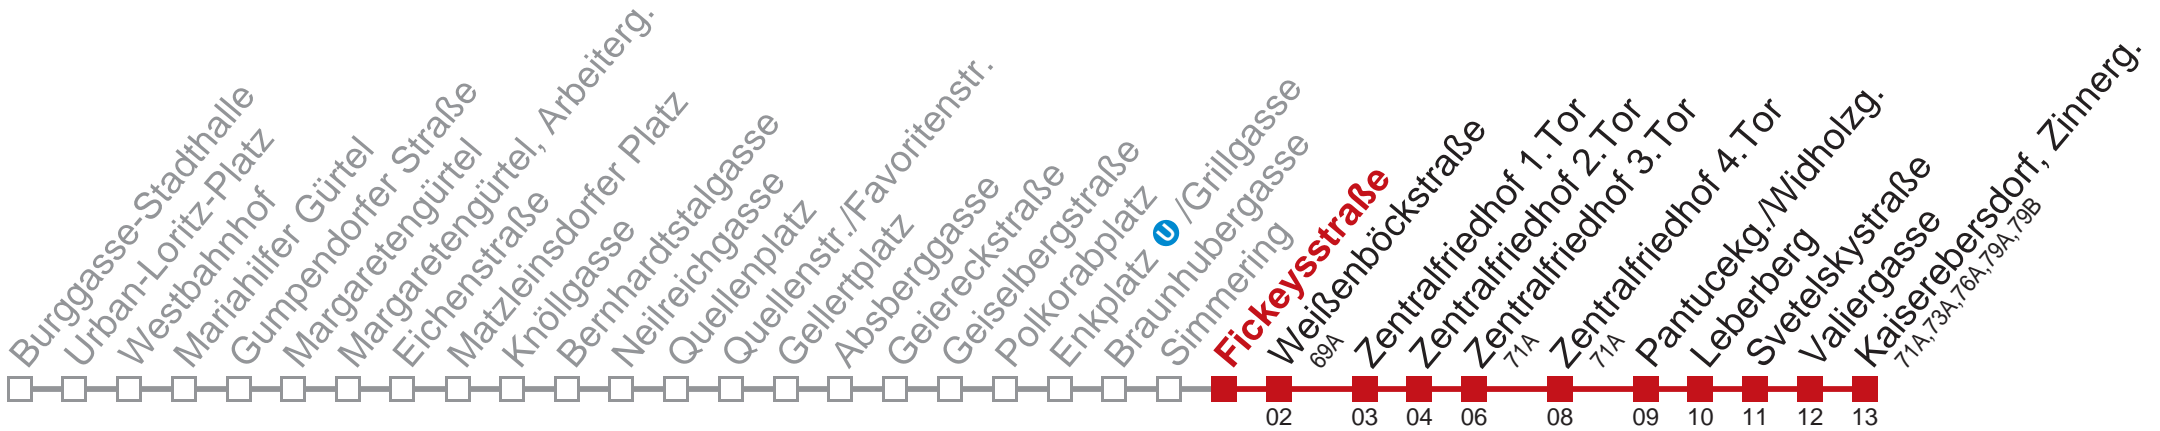 Burggasse-Stadthalle
Urban-Loritz-Platz
Westbahnhof
Mariahilfer Gürtel
Gumpendorfer Straße
Margaretengürtel
Margaretengürtel, Arbeiterg.
Eichenstraße
Matzleinsdorfer Platz
Knöllgasse
Bernhardtstalgasse
Neilreichgasse
Quellenplatz
Quellenstr./Favoritenstr.
Gellertplatz
Absberggasse
Geiereckstraße
Geiselbergstraße
Polkorabplatz
Enkplatz U /Grillgasse
Braunhubergasse
Simmering
Fickeysstraße
Weißenböckstraße
69A
Zentralfriedhof 1.Tor
Zentralfriedhof 2.Tor
Zentralfriedhof 3.Tor
71A
Zentralfriedhof 4.Tor
71A
Pantucekg./Widholzg.
Leberberg
Svetelskystraße
Valiergasse
Kaiserebersdorf, Zinnerg.
71A,73A,76A,79A,79B
02 03 04 06 08 09 10 11 12 13